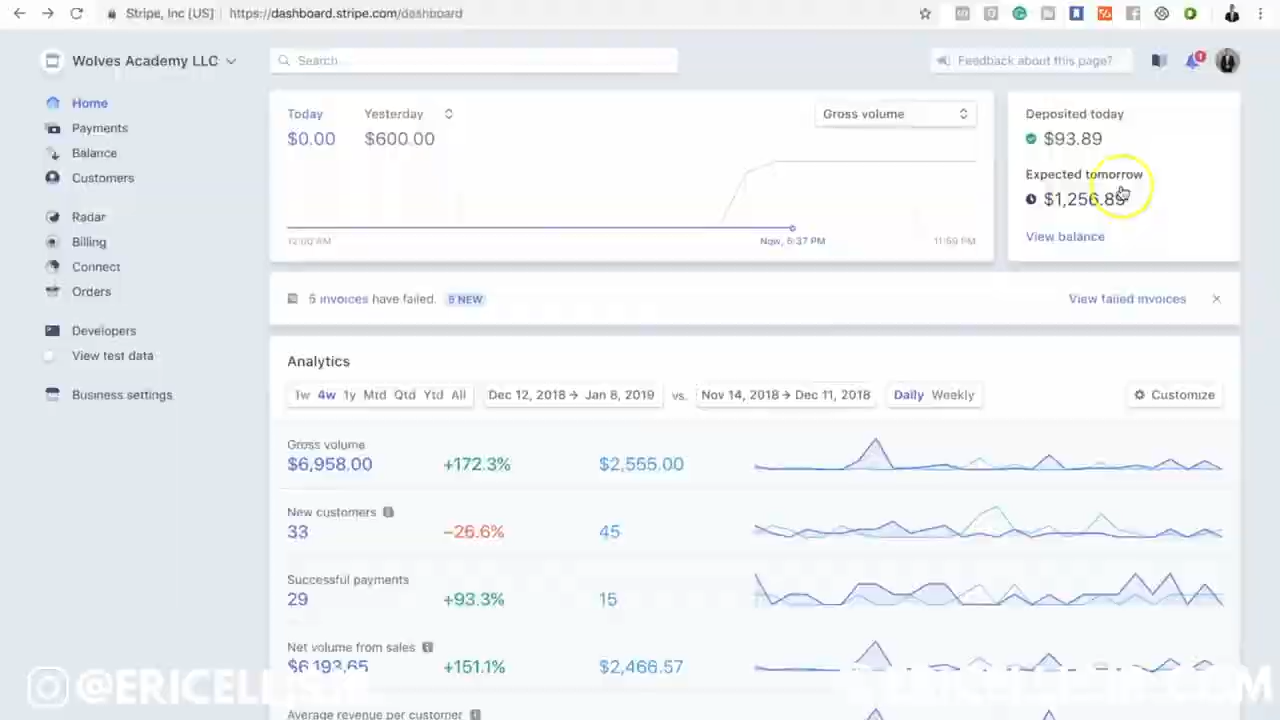 Stripe, Inc [US] https://dashboard.stripe.com/dashboard
Wolves Academy LLC
Search...
Feedback about this page?
Home
Payments
Balance
Customers
Radar
Billing
Connect
Orders
Developers
View test data
Business settings
Today
$0.00
Yesterday
$600.00
Gross volume
12:00 AM
Now, 5:37 PM
11:59 PM
Deposited today
$93.89
Expected tomorrow
$1,256.89
View balance
5 invoices have failed. 5 NEW
View failed invoices
Analytics
1w 4w 1y Mtd Qtd Ytd All
Dec 12, 2018 → Jan 8, 2019 vs. Nov 14, 2018 → Dec 11, 2018
Daily Weekly
Customize
Gross volume
$6,958.00 +172.3% $2,555.00
New customers
33 –26.6% 45
Successful payments
29 +93.3% 15
Net volume from sales
$6,193.65 +151.1% $2,466.57
Average revenue per customer